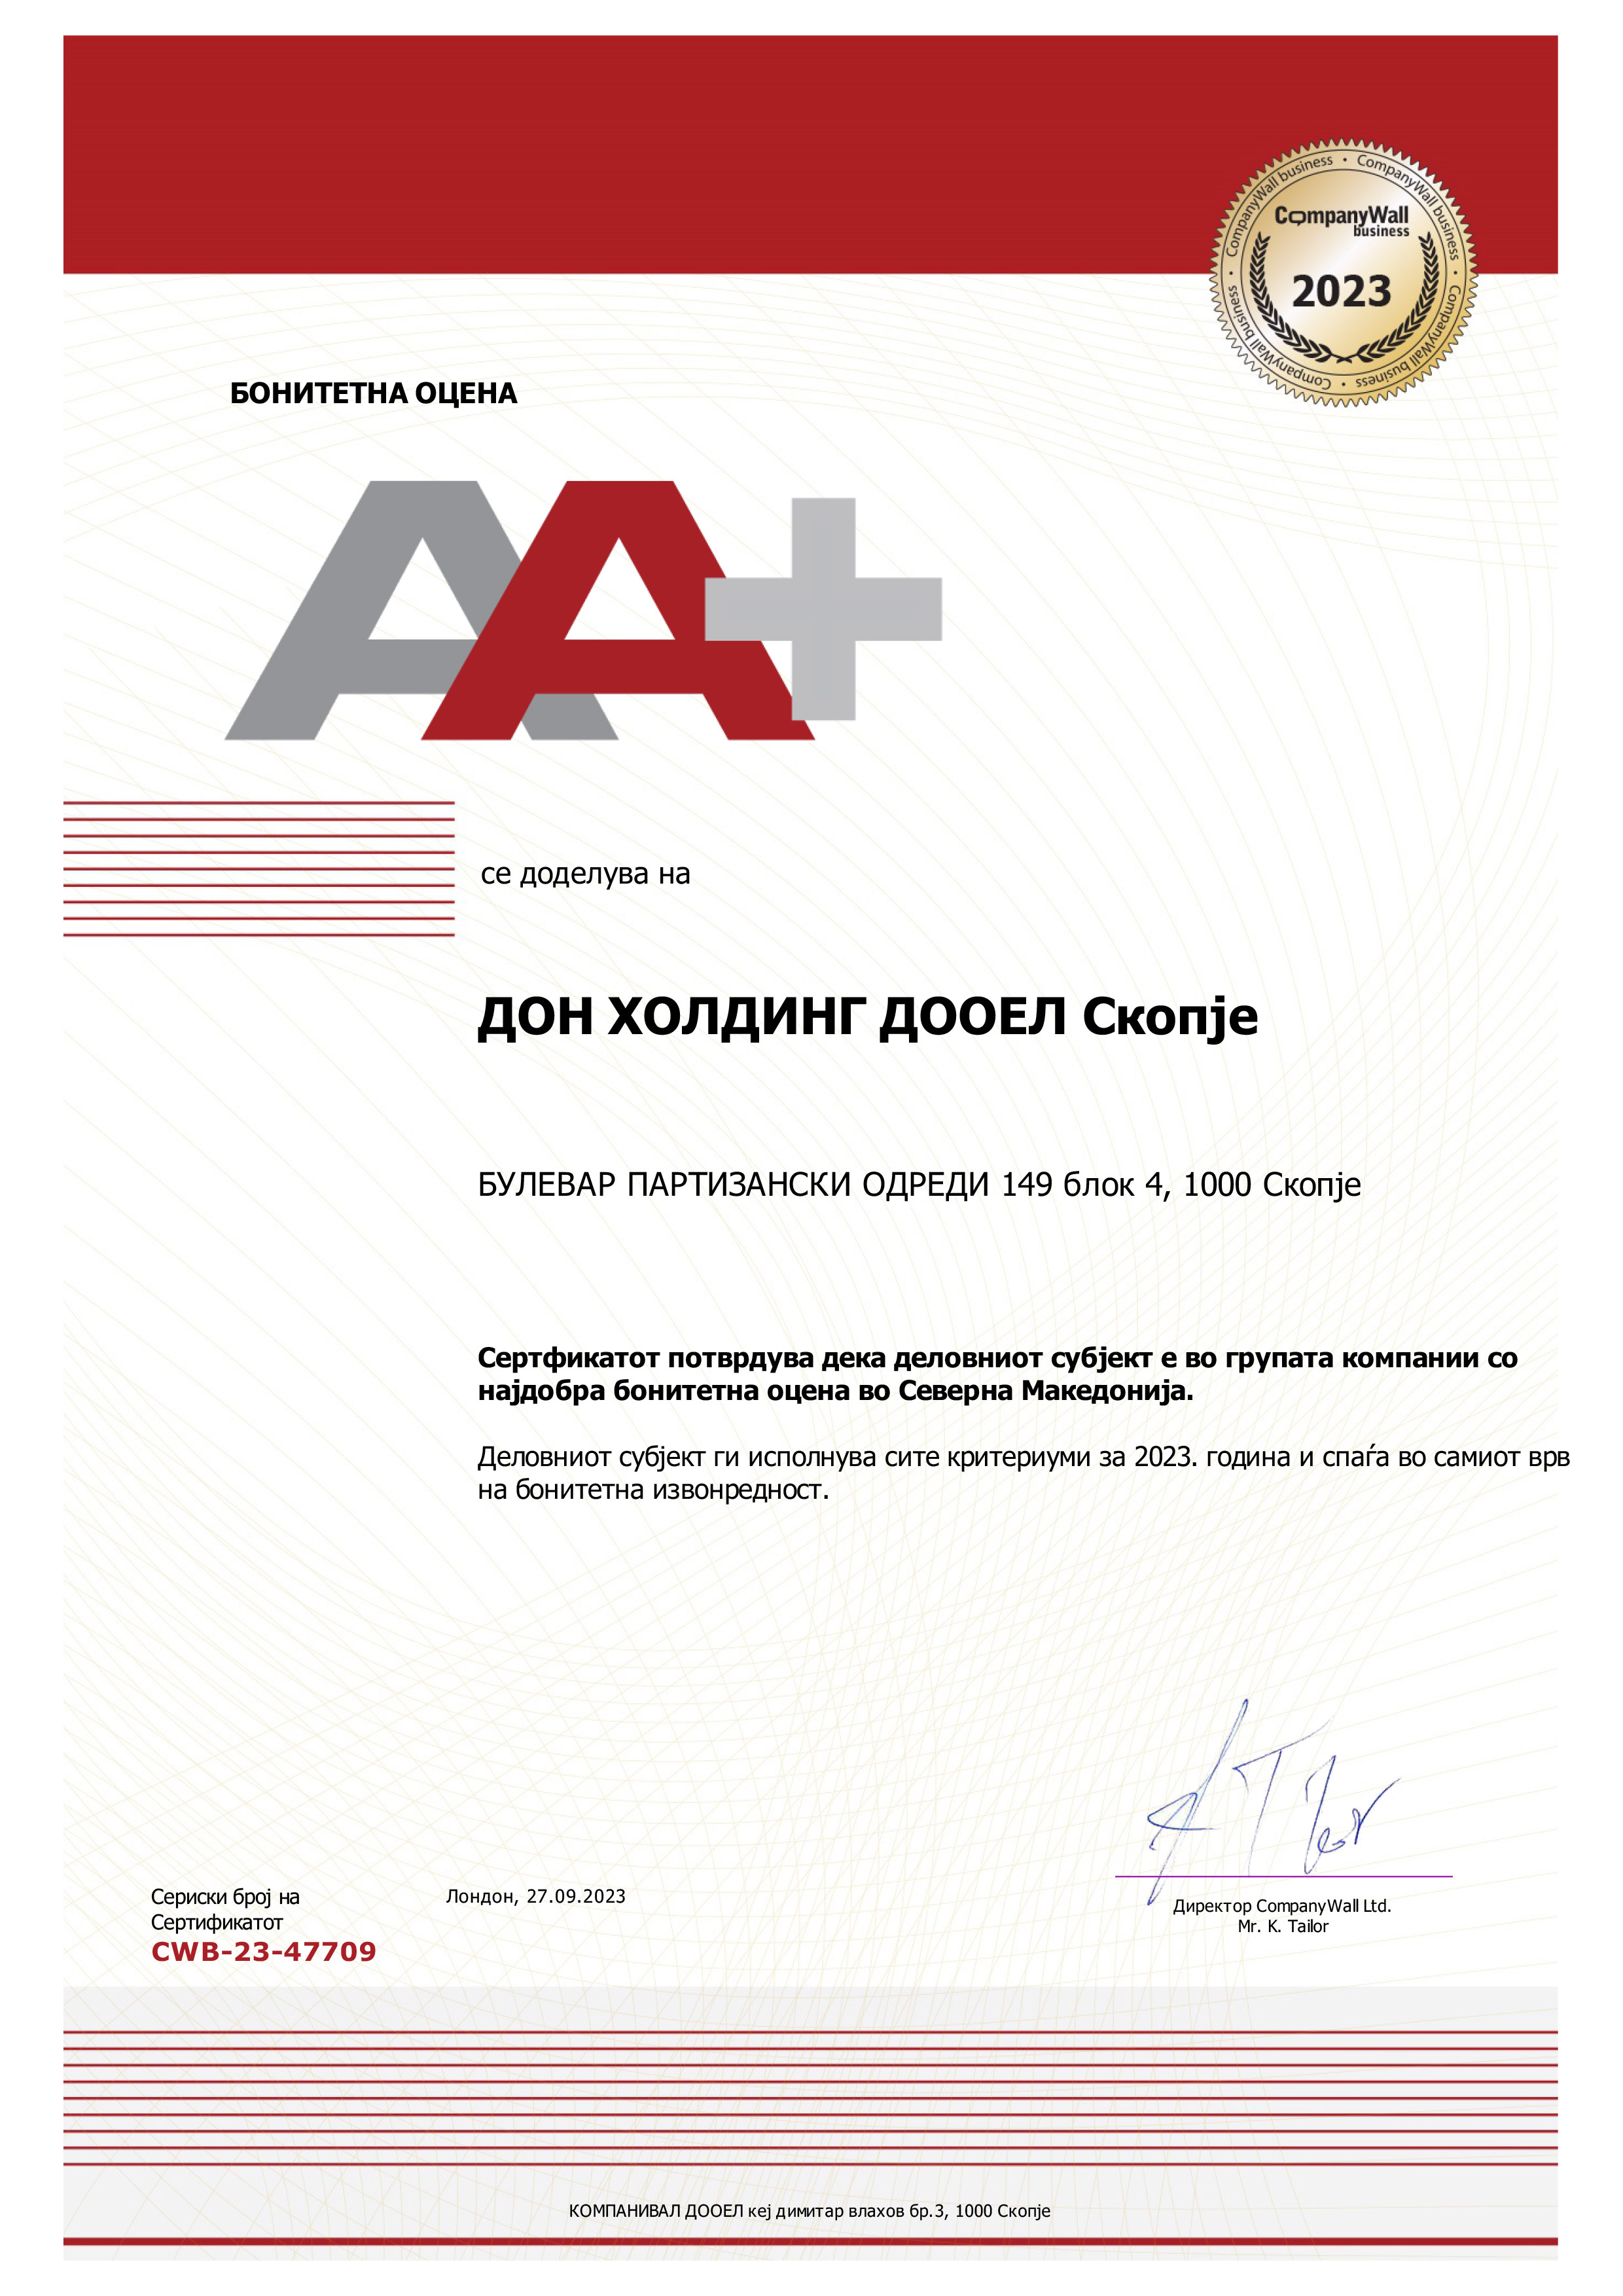 CompanyWall business • CompanyWall business • CompanyWall business • CompanyWall business •
CompanyWall
business
2023
БОНИТЕТНА ОЦЕНА
AA+
се доделува на
ДОН ХОЛДИНГ ДООЕЛ Скопје
БУЛЕВАР ПАРТИЗАНСКИ ОДРЕДИ 149 блок 4, 1000 Скопје
Сертфикатот потврдува дека деловниот субјект е во групата компании со
најдобра бонитетна оцена во Северна Македонија.
Деловниот субјект ги исполнува сите критериуми за 2023. година и спаѓа во самиот врв
на бонитетна извонредност.
Сериски број на
Сертификатот
CWB-23-47709
Лондон, 27.09.2023
Директор CompanyWall Ltd.
Mr. K. Tailor
КОМПАНИВАЛ ДООЕЛ кеј димитар влахов бр.3, 1000 Скопје